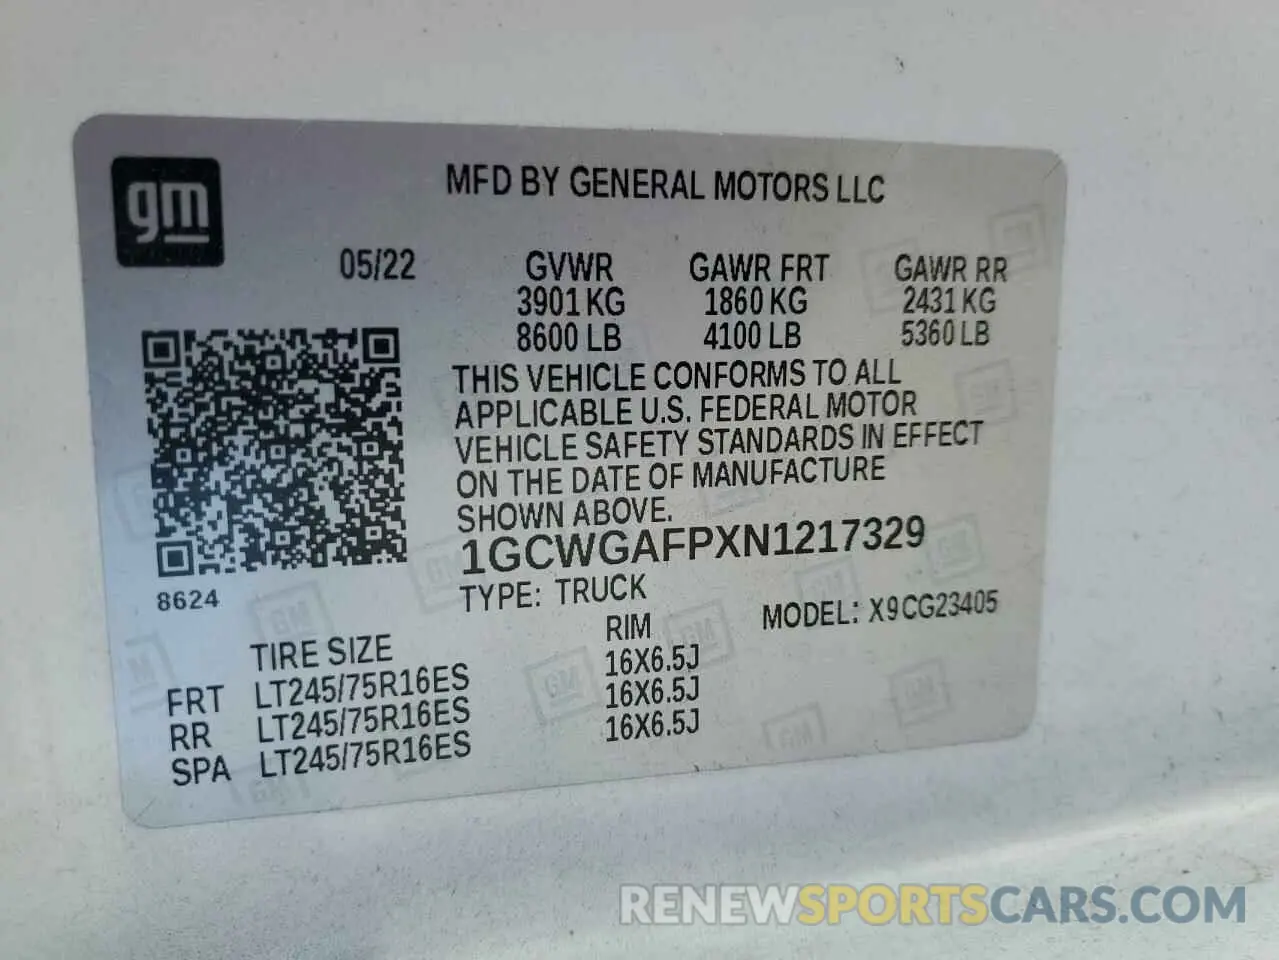 gm
MFD BY GENERAL MOTORS LLC
05/22 GVWR GAWR FRT GAWR RR
3901 KG 1860 KG 2431 KG
8600 LB 4100 LB 5360 LB
THIS VEHICLE CONFORMS TO ALL
APPLICABLE U.S. FEDERAL MOTOR
VEHICLE SAFETY STANDARDS IN EFFECT
ON THE DATE OF MANUFACTURE
SHOWN ABOVE.
1GCWGAFPXN1217329
8624
TYPE: TRUCK MODEL: X9CG23405
TIRE SIZE RIM
FRT LT245/75R16ES 16X6.5J
RR LT245/75R16ES 16X6.5J
SPA LT245/75R16ES 16X6.5J
RENEWSPORTSCARS.COM